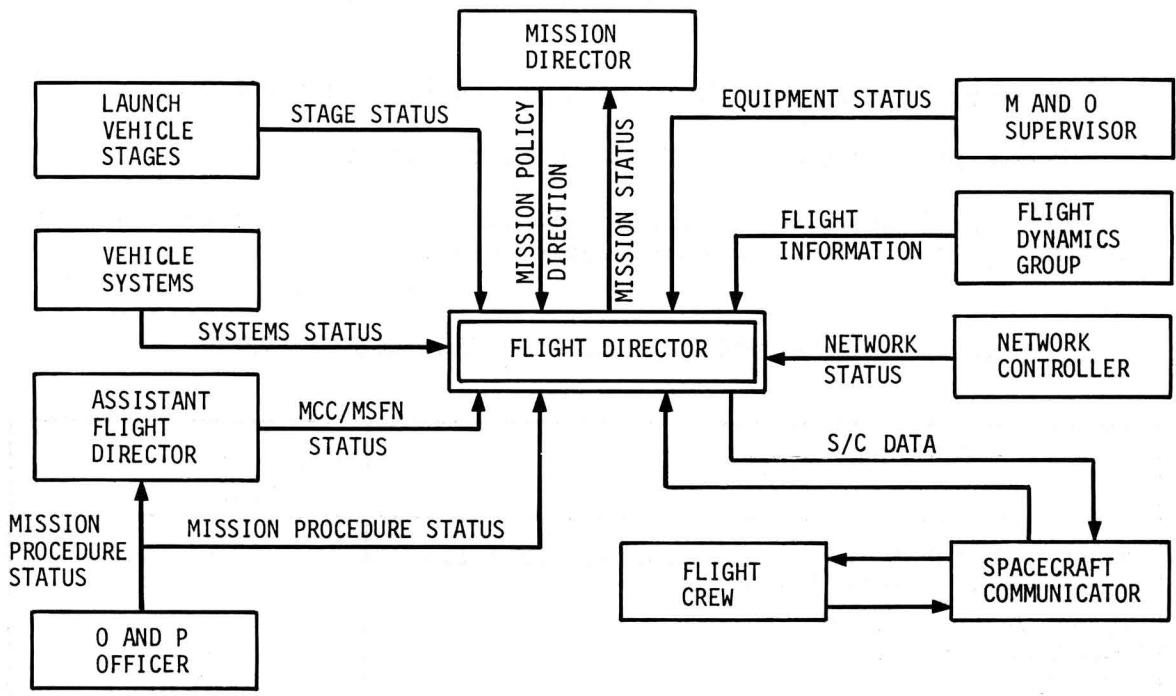 MISSION
DIRECTOR
LAUNCH
VEHICLE
STAGES
STAGE STATUS
MISSION POLICY
DIRECTION
MISSION STATUS
EQUIPMENT STATUS
M AND O
SUPERVISOR
FLIGHT
INFORMATION
FLIGHT
DYNAMICS
GROUP
VEHICLE
SYSTEMS
SYSTEMS STATUS
FLIGHT DIRECTOR
NETWORK
STATUS
NETWORK
CONTROLLER
ASSISTANT
FLIGHT
DIRECTOR
MCC/MSFN
STATUS
S/C DATA
MISSION
PROCEDURE
STATUS
MISSION PROCEDURE STATUS
FLIGHT
CREW
SPACECRAFT
COMMUNICATOR
O AND P
OFFICER